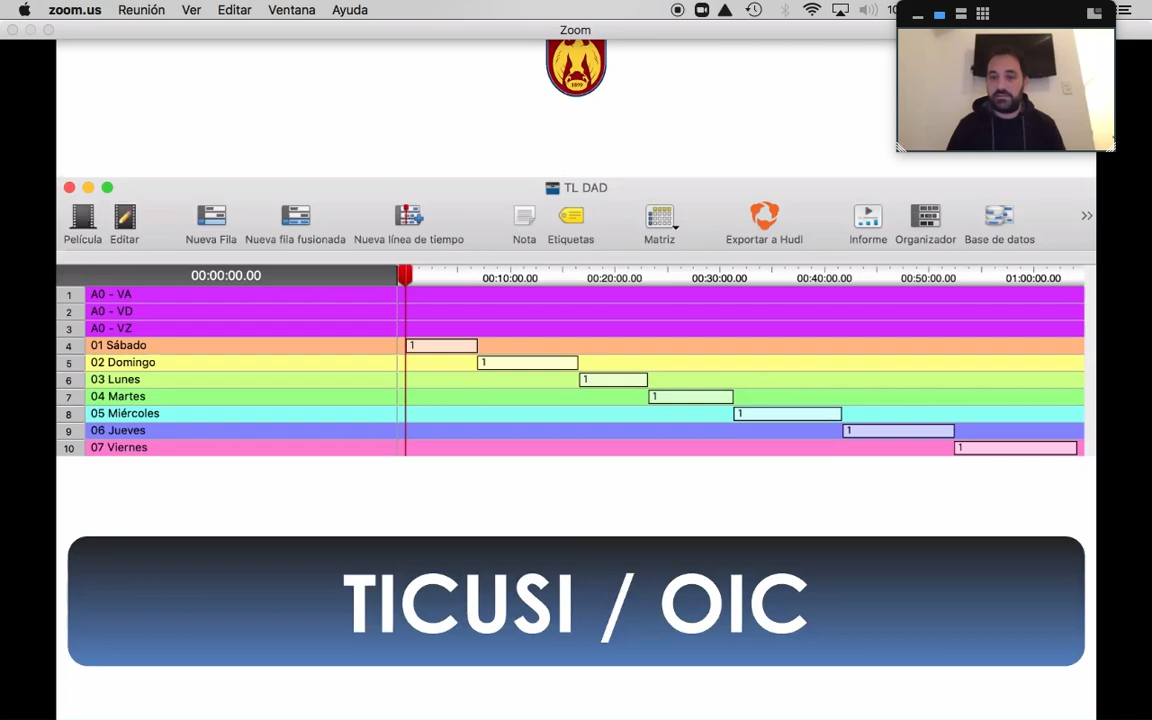 zoom.us Reunión Ver Editar Ventana Ayuda
Zoom
1899
TL DAD
Película Editar Nueva Fila Nueva fila fusionada Nueva línea de tiempo Nota Etiquetas Matriz Exportar a Hudl Informe Organizador Base de datos
00:00:00.00 00:10:00.00 00:20:00.00 00:30:00.00 00:40:00.00 00:50:00.00 01:00:00.00
1 A0 - VA
2 A0 - VD
3 A0 - VZ
4 01 Sábado 1
5 02 Domingo 1
6 03 Lunes 1
7 04 Martes 1
8 05 Miércoles 1
9 06 Jueves 1
10 07 Viernes 1
TICUSI / OIC